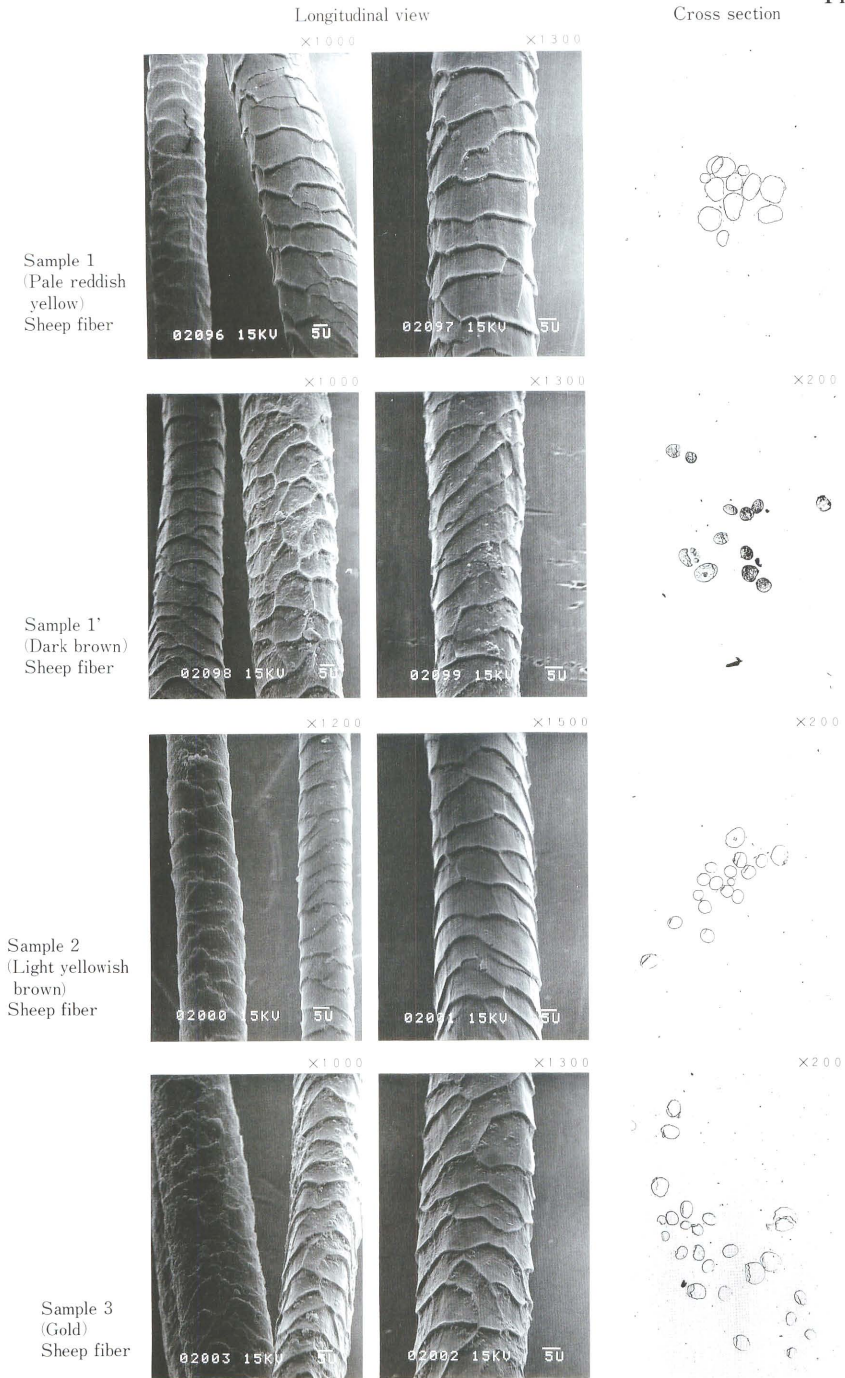 Longitudinal view
Cross section
×1000
×1300
Sample 1
(Pale reddish
yellow)
Sheep fiber
02096 15KV 5U
02097 15KV 5U
×1000
×1300
×200
Sample 1'
(Dark brown)
Sheep fiber
02098 15KV 5U
02099 15KV 5U
×1200
×1500
×200
Sample 2
(Light yellowish
brown)
Sheep fiber
02000 15KV 5U
02001 15KV 5U
×1000
×1300
×200
Sample 3
(Gold)
Sheep fiber
02003 15KV 5U
02002 15KV 5U